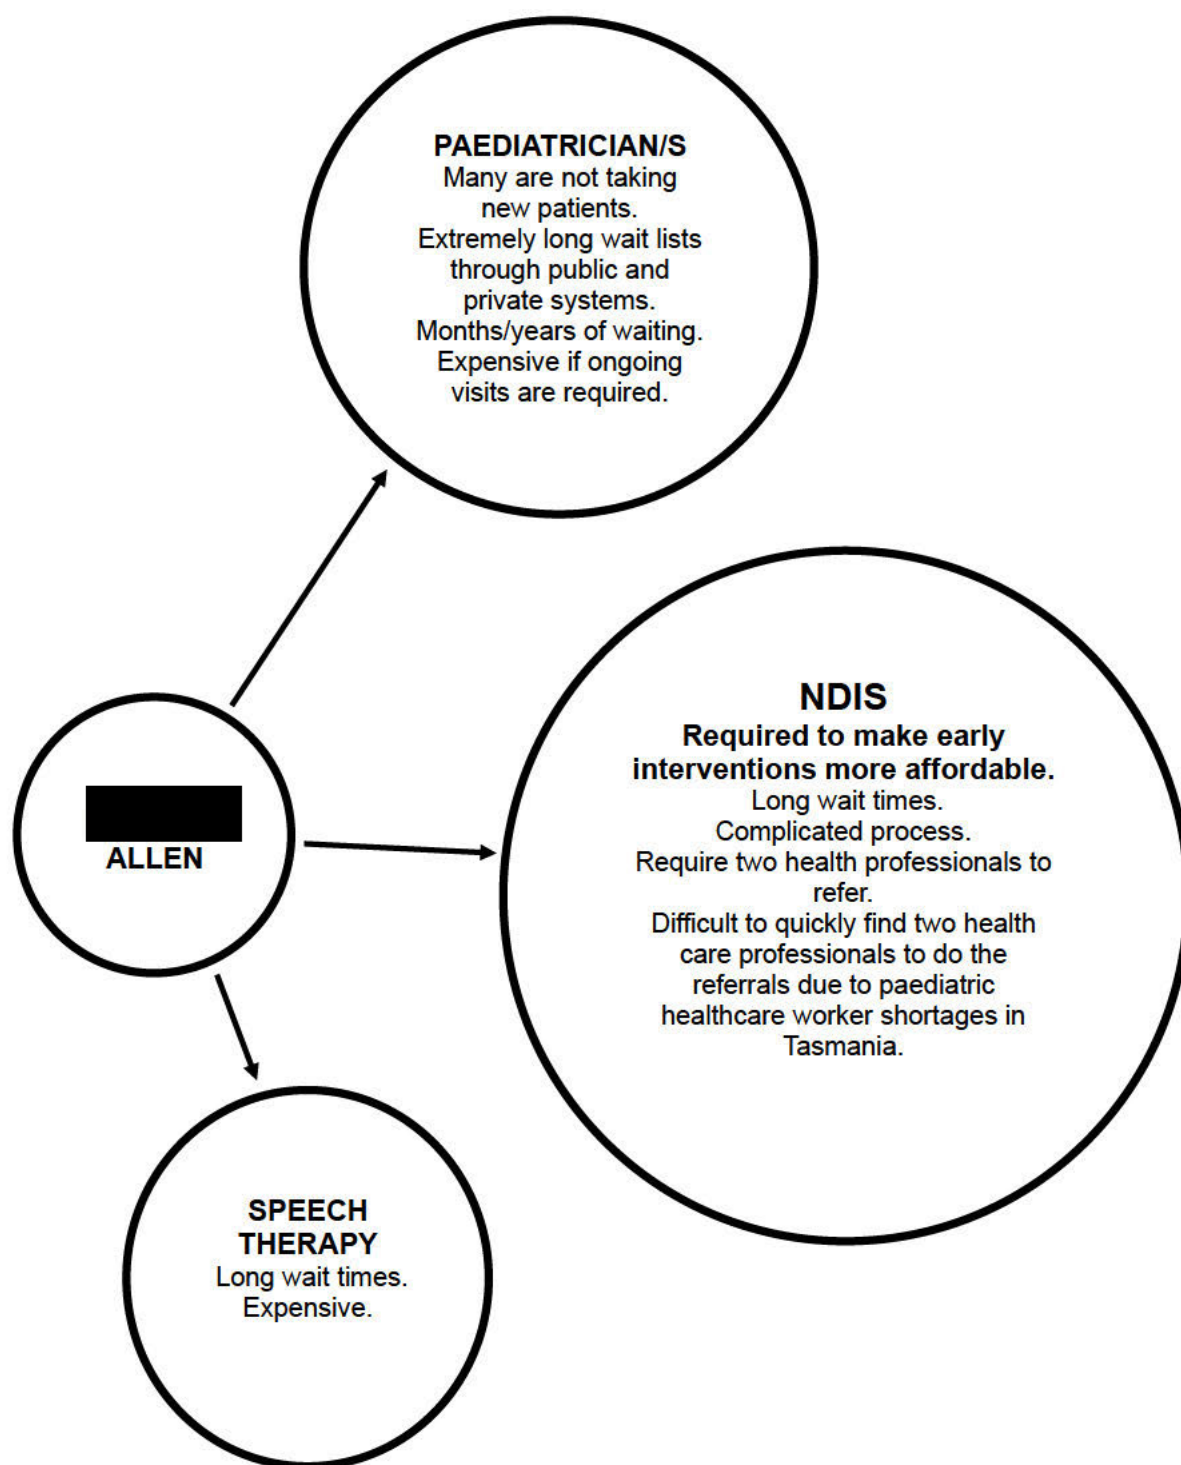 PAEDIATRICIAN/S
Many are not taking
new patients.
Extremely long wait lists
through public and
private systems.
Months/years of waiting.
Expensive if ongoing
visits are required.
NDIS
Required to make early
interventions more affordable.
Long wait times.
Complicated process.
Require two health professionals to
refer.
Difficult to quickly find two health
care professionals to do the
referrals due to paediatric
healthcare worker shortages in
Tasmania.
ALLEN
SPEECH
THERAPY
Long wait times.
Expensive.